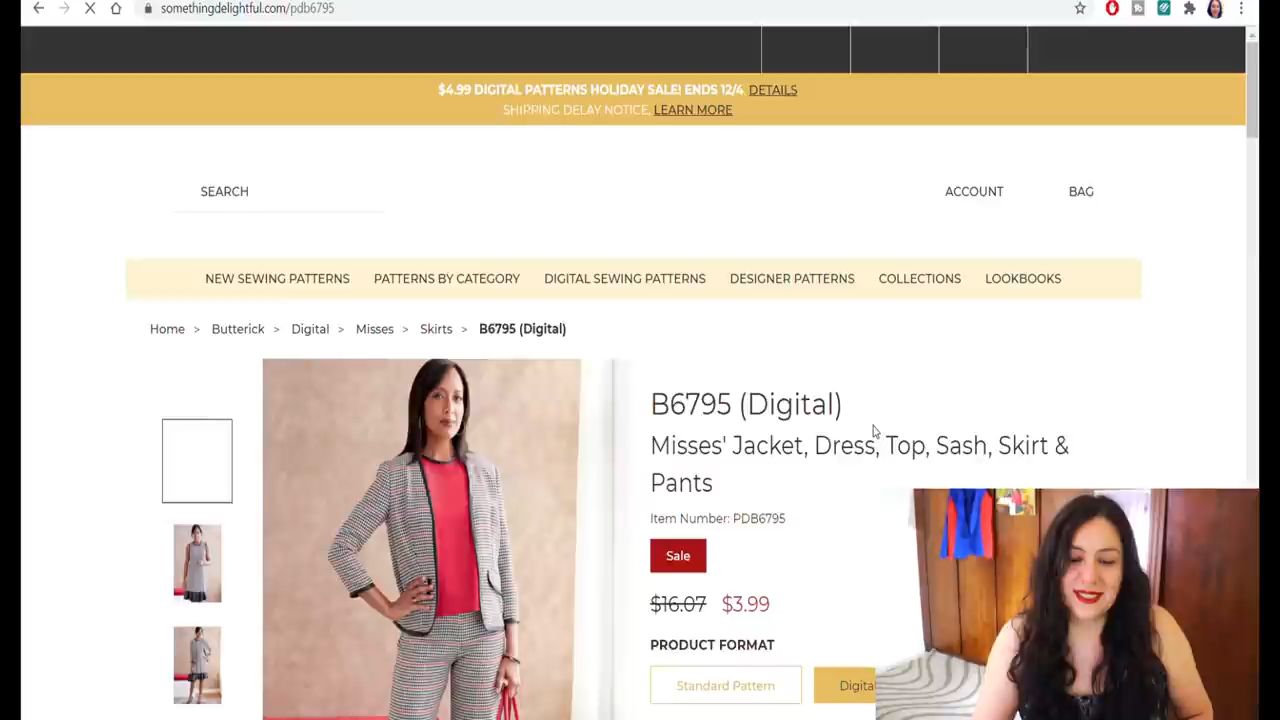 somethingdelightful.com/pdb6795
$4.99 DIGITAL PATTERNS HOLIDAY SALE! ENDS 12/4 DETAILS
SHIPPING DELAY NOTICE, LEARN MORE
SEARCH
ACCOUNT
BAG
NEW SEWING PATTERNS
PATTERNS BY CATEGORY
DIGITAL SEWING PATTERNS
DESIGNER PATTERNS
COLLECTIONS
LOOKBOOKS
Home > Butterick > Digital > Misses > Skirts > B6795 (Digital)
B6795 (Digital)
Misses' Jacket, Dress, Top, Sash, Skirt &
Pants
Item Number: PDB6795
Sale
$16.07 $3.99
PRODUCT FORMAT
Standard Pattern